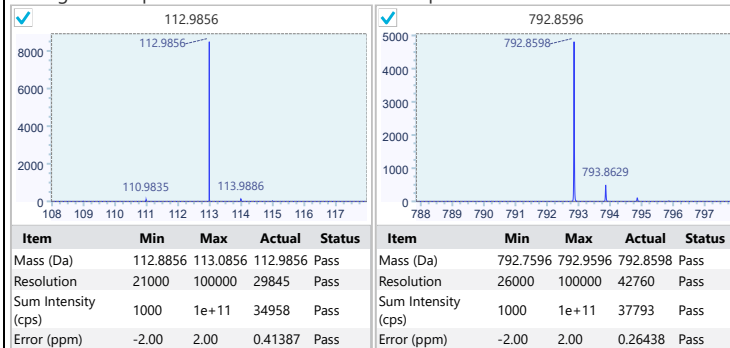 112.9856
792.8596
112.9856
8000
6000
4000
2000
0
110.9835
113.9886
108 109 110 111 112 113 114 115 116 117
792.8598
5000
4000
3000
2000
1000
0
793.8629
788 789 790 791 792 793 794 795 796 797
Item Min Max Actual Status
Mass (Da) 112.8856 113.0856 112.9856 Pass
Resolution 21000 100000 29845 Pass
Sum Intensity (cps) 1000 1e+11 34958 Pass
Error (ppm) -2.00 2.00 0.41387 Pass
Item Min Max Actual Status
Mass (Da) 792.7596 792.9596 792.8598 Pass
Resolution 26000 100000 42760 Pass
Sum Intensity (cps) 1000 1e+11 37793 Pass
Error (ppm) -2.00 2.00 0.26438 Pass